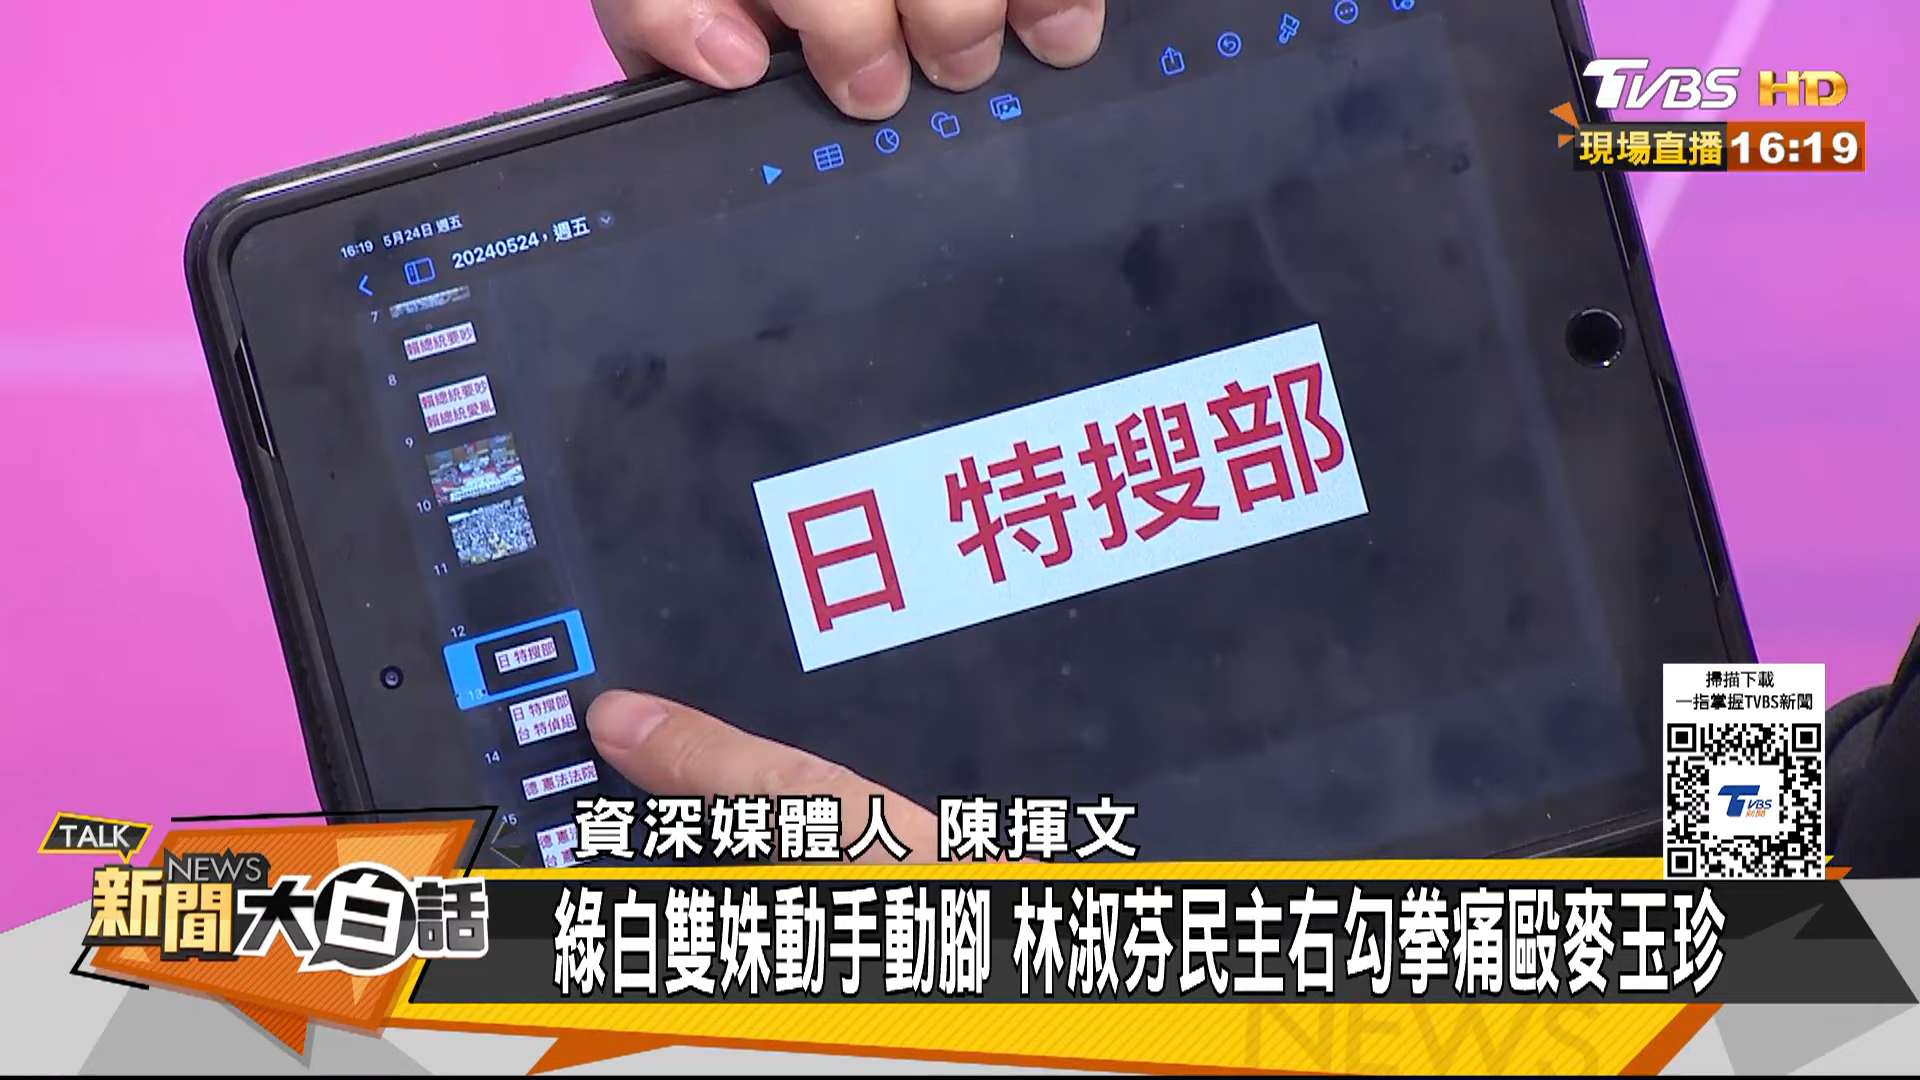 TVBS HD
現場直播 16:19
16:19 5月24日 週五
20240524，週五
7
賴總統要吵
8
賴總統要吵
賴總統愛亂
9
10
11
12
日 特搜部
13
日 特搜部
台 特偵組
14
德 憲法法院
15
日 特搜部
掃描下載
一指掌握TVBS新聞
TVBS
新聞
資深媒體人 陳揮文
TALK
NEWS
新聞大白話
綠白雙姝動手動腳 林淑芬民主右勾拳痛毆麥玉珍
NEWS